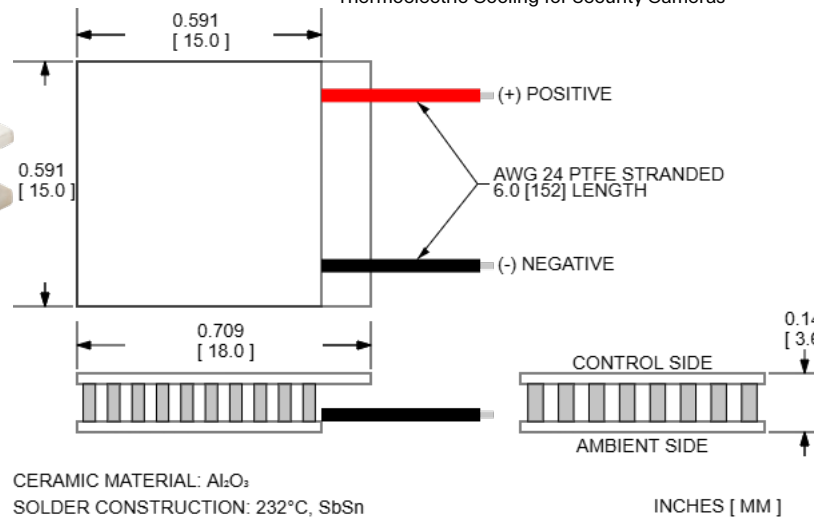 Thermoelectric Cooling for Security Cameras
0.591
[ 15.0 ]
(+) POSITIVE
0.591
[ 15.0 ]
AWG 24 PTFE STRANDED
6.0 [152] LENGTH
(-) NEGATIVE
0.709
[ 18.0 ]
CONTROL SIDE
AMBIENT SIDE
CERAMIC MATERIAL: Al₂O₃
SOLDER CONSTRUCTION: 232°C, SbSn
INCHES [ MM ]